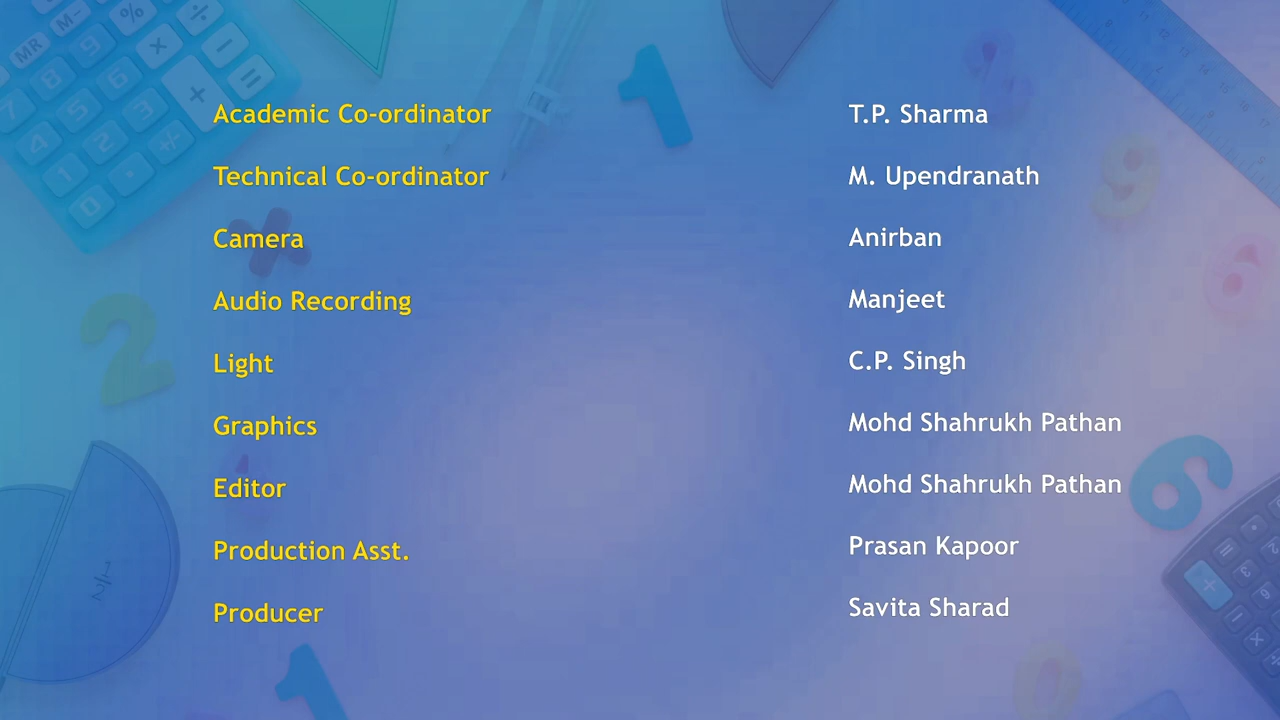 Academic Co-ordinator T.P. Sharma
Technical Co-ordinator M. Upendranath
Camera Anirban
Audio Recording Manjeet
Light C.P. Singh
Graphics Mohd Shahrukh Pathan
Editor Mohd Shahrukh Pathan
Production Asst. Prasan Kapoor
Producer Savita Sharad